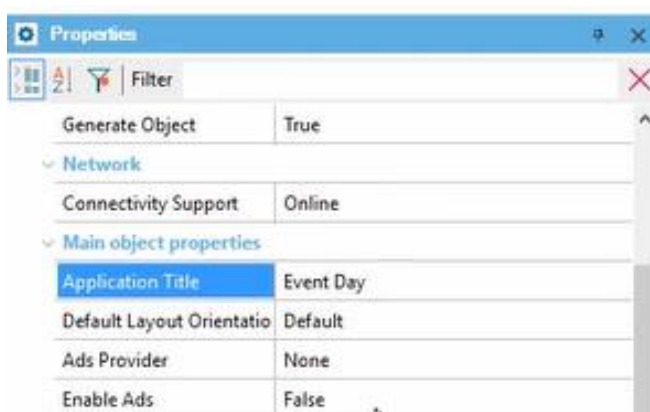 Properties
Filter
Generate Object True
Network
Connectivity Support Online
Main object properties
Application Title Event Day
Default Layout Orientatio Default
Ads Provider None
Enable Ads False